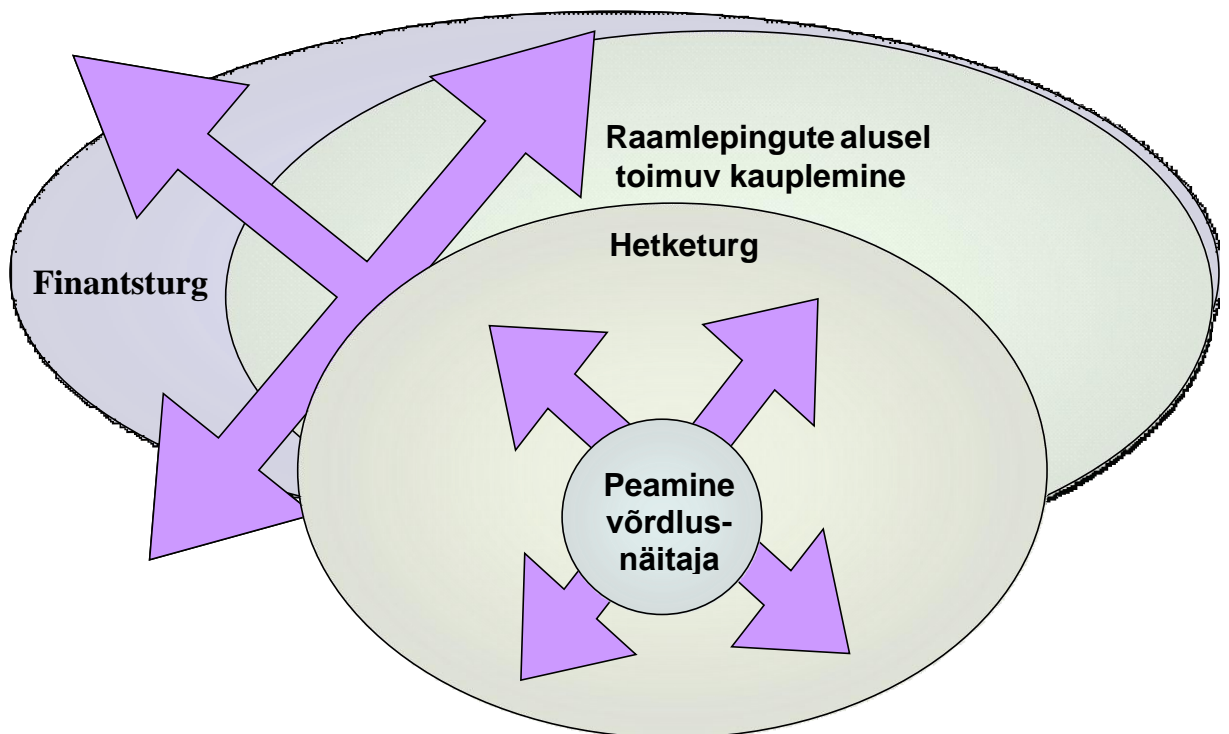 Raamlepingute alusel
toimuv kauplemine
Hetketurg
Finantsturg
Peamine
võrdlus-
näitaja